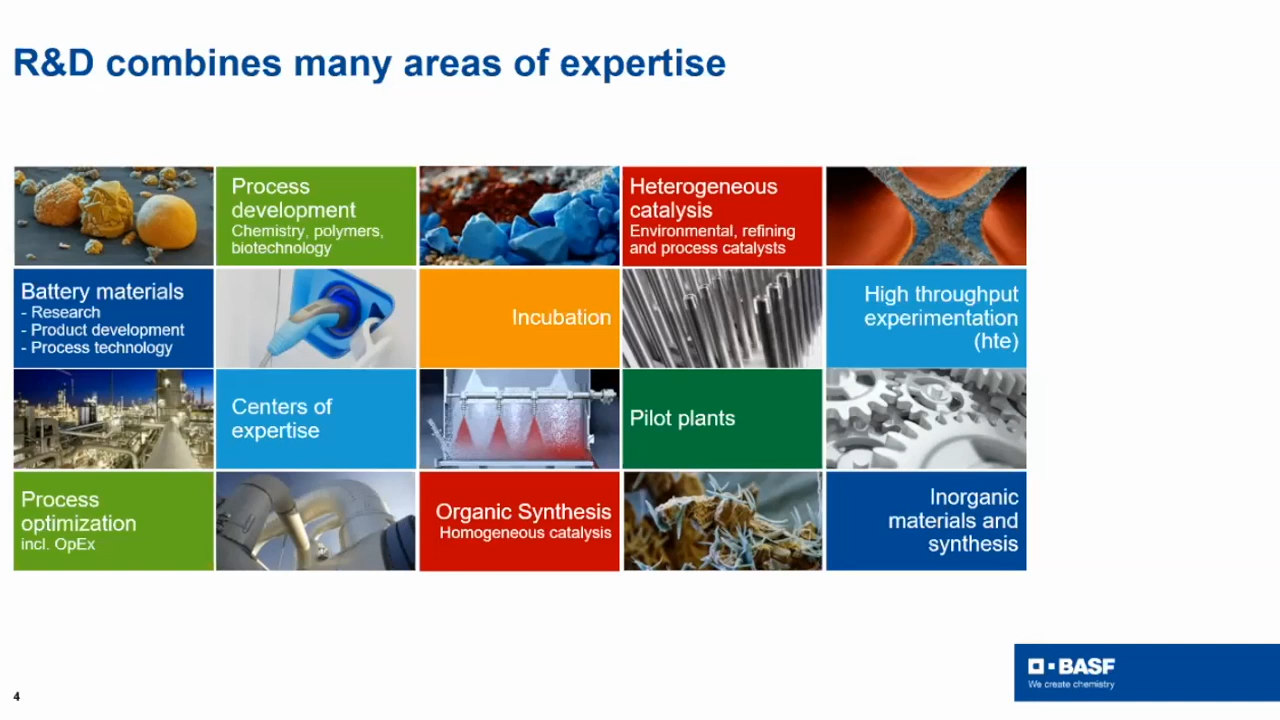 R&D combines many areas of expertise
Process
development
Chemistry, polymers,
biotechnology
Heterogeneous
catalysis
Environmental, refining
and process catalysts
Battery materials
- Research
- Product development
- Process technology
Incubation
High throughput
experimentation
(hte)
Centers of
expertise
Pilot plants
Process
optimization
incl. OpEx
Organic Synthesis
Homogeneous catalysis
Inorganic
materials and
synthesis
BASF
We create chemistry
4